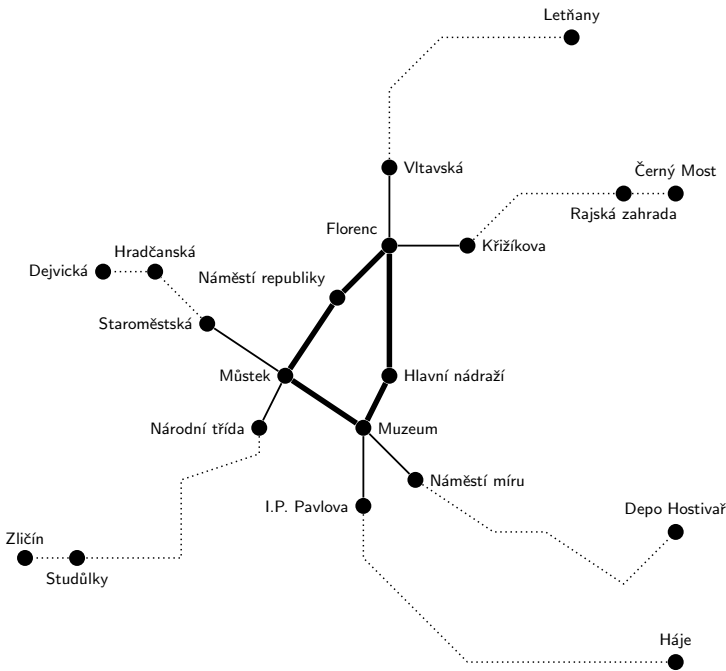 Letňany
Vltavská
Černý Most
Rajská zahrada
Florenc
Křižíkova
Hradčanská
Dejvická
Náměstí republiky
Staroměstská
Můstek
Hlavní nádraží
Národní třída
Muzeum
Náměstí míru
I.P. Pavlova
Depo Hostivař
Zličín
Studůlky
Háje